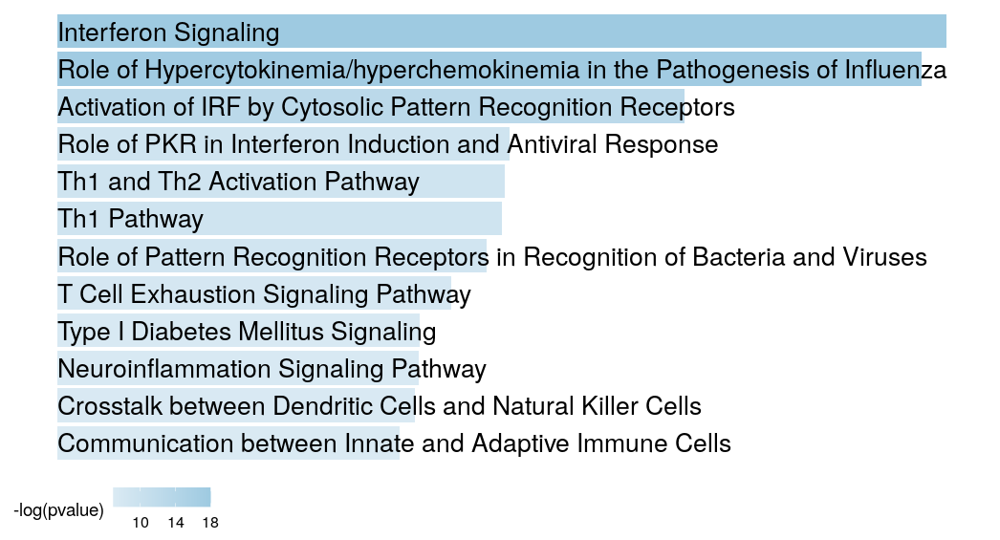 Interferon Signaling
Role of Hypercytokinemia/hyperchemokinemia in the Pathogenesis of Influenza
Activation of IRF by Cytosolic Pattern Recognition Receptors
Role of PKR in Interferon Induction and Antiviral Response
Th1 and Th2 Activation Pathway
Th1 Pathway
Role of Pattern Recognition Receptors in Recognition of Bacteria and Viruses
T Cell Exhaustion Signaling Pathway
Type I Diabetes Mellitus Signaling
Neuroinflammation Signaling Pathway
Crosstalk between Dendritic Cells and Natural Killer Cells
Communication between Innate and Adaptive Immune Cells
-log(pvalue)
10 14 18